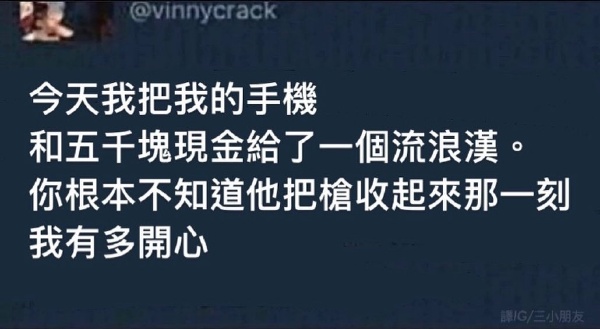 @vinnycrack
今天我把我的手機
和五千塊現金給了一個流浪漢。
你根本不知道他把槍收起來那一刻
我有多開心
譯IG/三小朋友